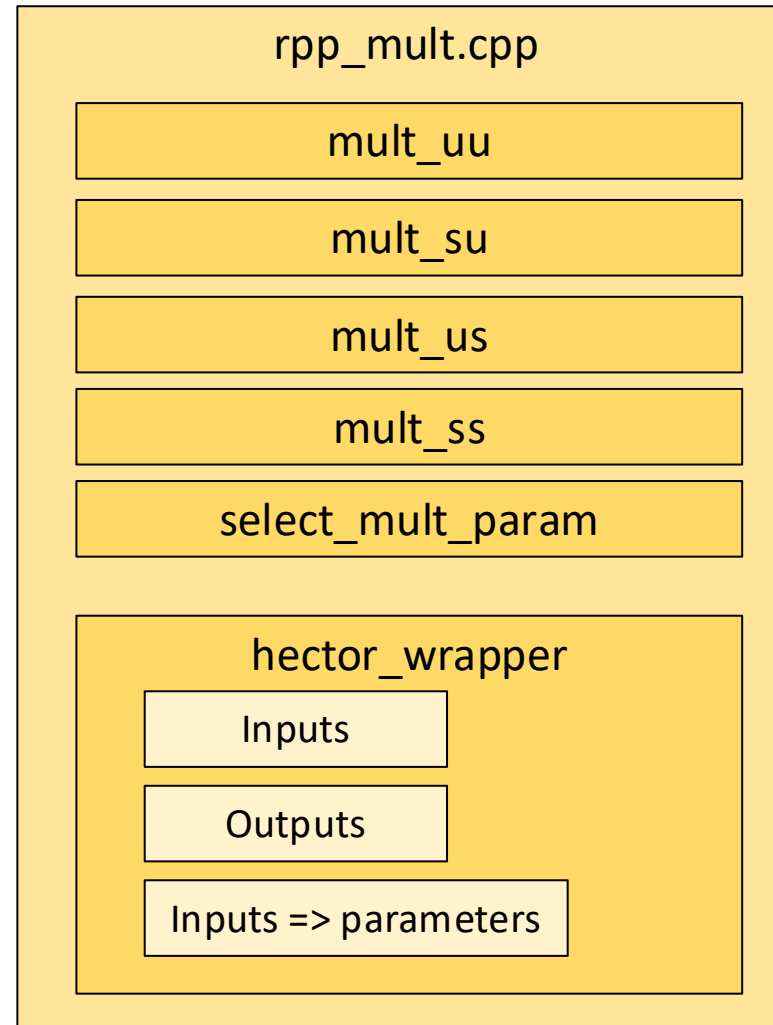 rpp_mult.cpp
mult_uu
mult_su
mult_us
mult_ss
select_mult_param
hector_wrapper
Inputs
Outputs
Inputs => parameters